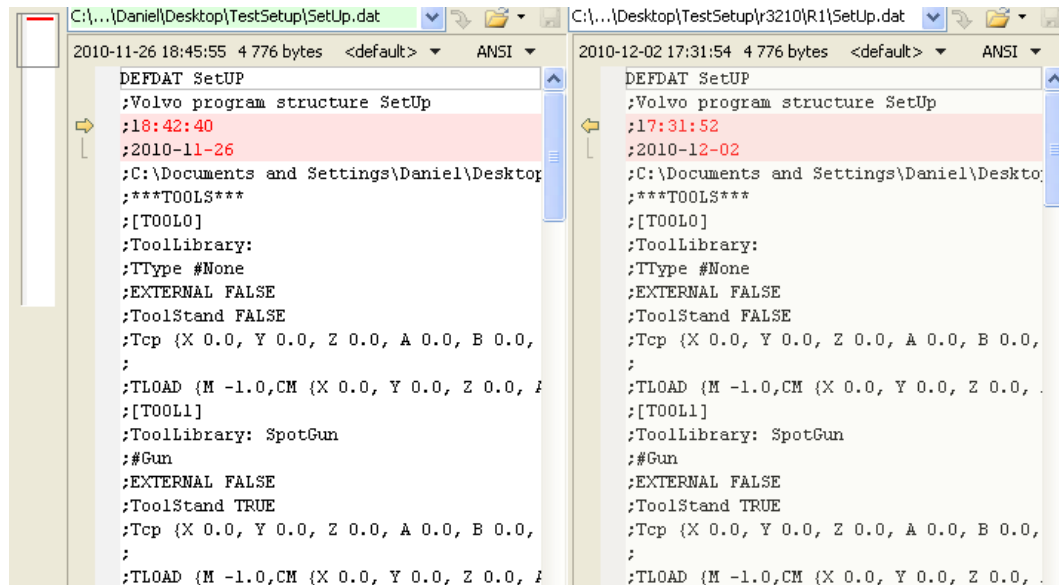 C:\...\Daniel\Desktop\TestSetup\SetUp.dat
2010-11-26 18:45:55 4 776 bytes <default> ANSI
DEFDAT SetUP
;Volvo program structure SetUp
;18:42:40
;2010-11-26
;C:\Documents and Settings\Daniel\Desktop
;***TOOLS***
;[TOOL0]
;ToolLibrary:
;TType #None
;EXTERNAL FALSE
;ToolStand FALSE
;Tcp {X 0.0, Y 0.0, Z 0.0, A 0.0, B 0.0,
;
;TLOAD {M -1.0,CM {X 0.0, Y 0.0, Z 0.0, A
;[TOOL1]
;ToolLibrary: SpotGun
;#Gun
;EXTERNAL FALSE
;ToolStand TRUE
;Tcp {X 0.0, Y 0.0, Z 0.0, A 0.0, B 0.0,
;
;TLOAD {M -1.0,CM {X 0.0, Y 0.0, Z 0.0, A
C:\...\Desktop\TestSetup\r3210\R1\SetUp.dat
2010-12-02 17:31:54 4 776 bytes <default> ANSI
DEFDAT SetUP
;Volvo program structure SetUp
;17:31:52
;2010-12-02
;C:\Documents and Settings\Daniel\Desktop
;***TOOLS***
;[TOOL0]
;ToolLibrary:
;TType #None
;EXTERNAL FALSE
;ToolStand FALSE
;Tcp {X 0.0, Y 0.0, Z 0.0, A 0.0, B 0.0,
;
;TLOAD {M -1.0,CM {X 0.0, Y 0.0, Z 0.0,
;[TOOL1]
;ToolLibrary: SpotGun
;#Gun
;EXTERNAL FALSE
;ToolStand TRUE
;Tcp {X 0.0, Y 0.0, Z 0.0, A 0.0, B 0.0,
;
;TLOAD {M -1.0,CM {X 0.0, Y 0.0, Z 0.0,